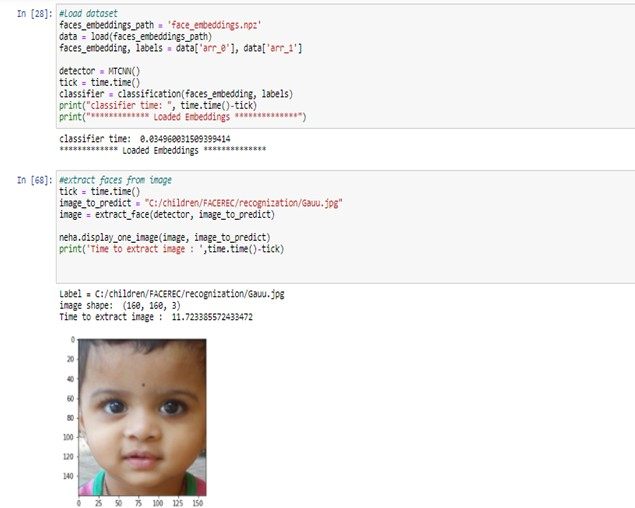 In [28]: #Load dataset
faces_embeddings_path = 'face_embeddings.npz'
data = load(faces_embeddings_path)
faces_embedding, labels = data['arr_0'], data['arr_1']
detector = MTCNN()
tick = time.time()
classifier = classification(faces_embedding, labels)
print("classifier time: ", time.time()-tick)
print("************* Loaded Embeddings **************")
classifier time:  0.034960031509399414
************* Loaded Embeddings **************
In [68]: #extract faces from image
tick = time.time()
image_to_predict = "C:/children/FACEREC/recognization/Gauu.jpg"
image = extract_face(detector, image_to_predict)
neha.display_one_image(image, image_to_predict)
print('Time to extract image : ',time.time()-tick)
Label = C:/children/FACEREC/recognization/Gauu.jpg
image shape:  (160, 160, 3)
Time to extract image :  11.723385572433472
0
20
40
60
80
100
120
140
0 25 50 75 100 125 150